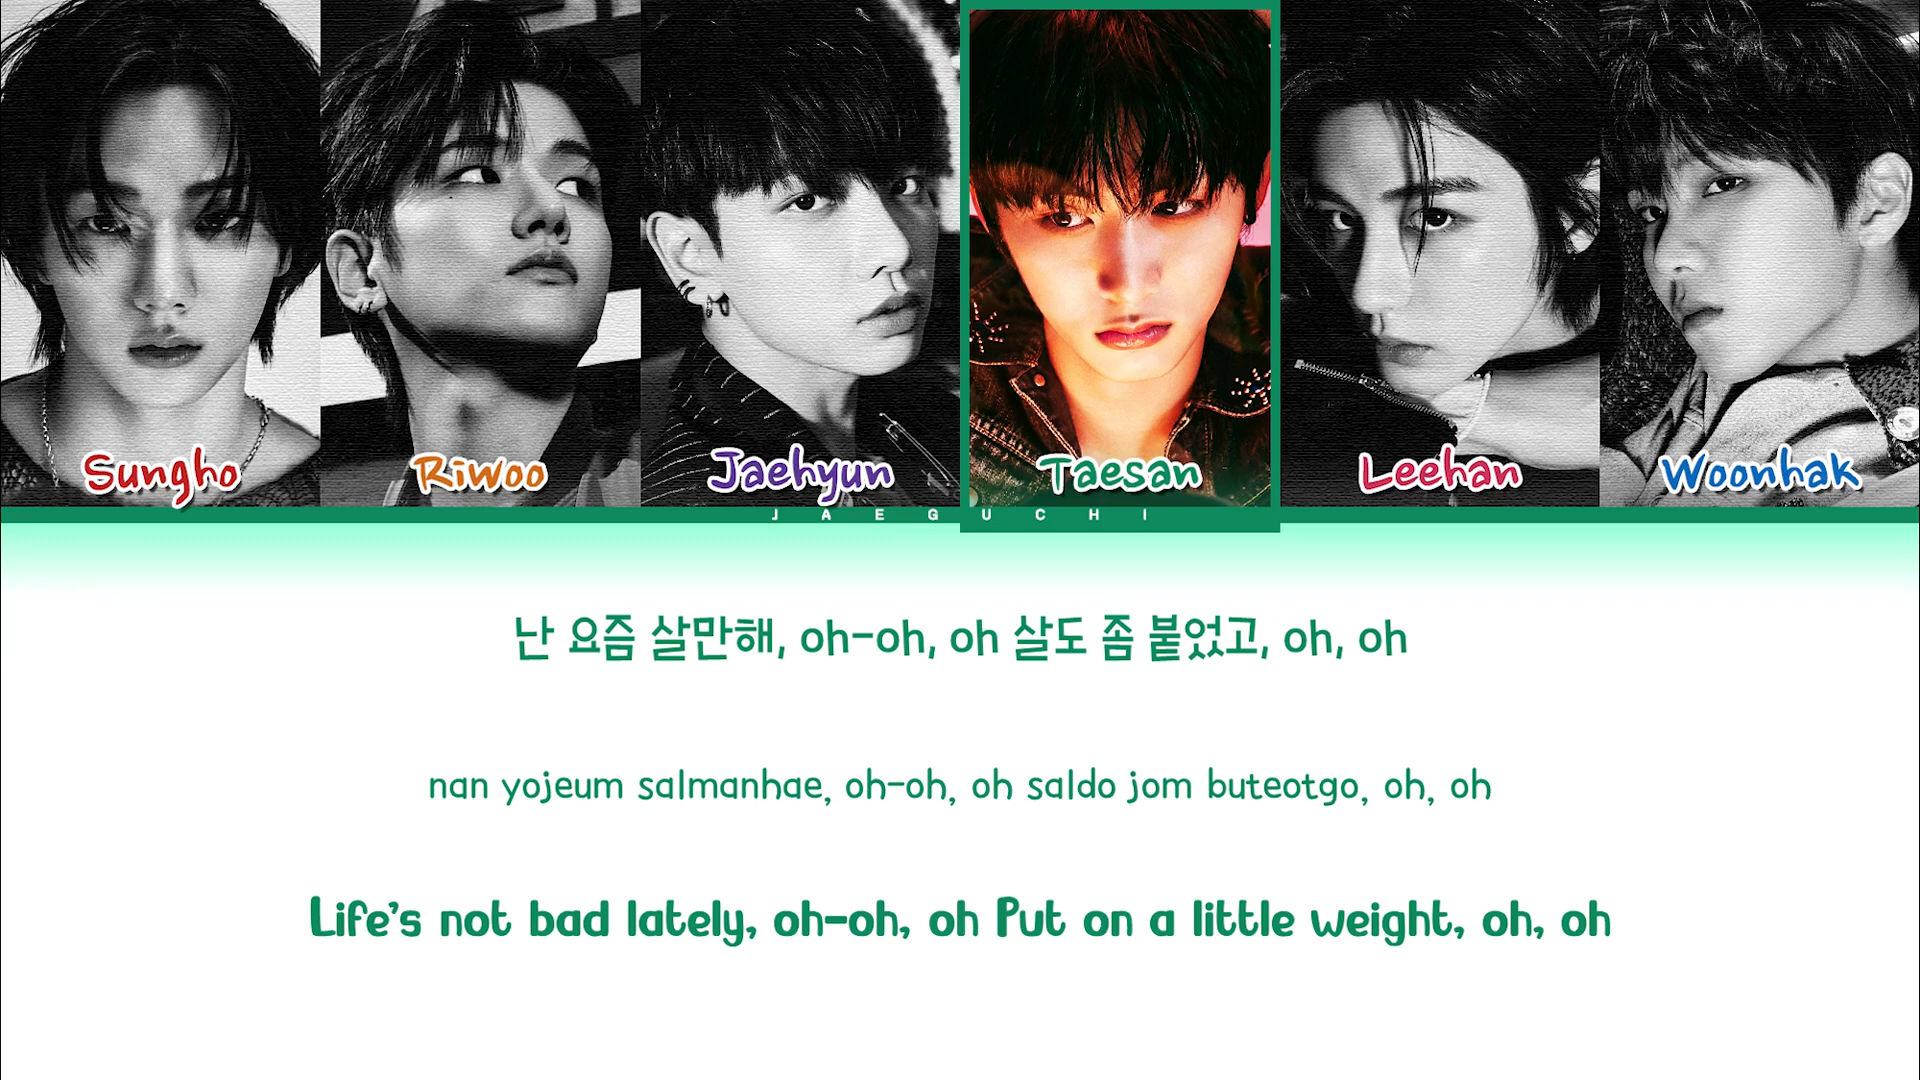 Sungho
Riwoo
Jaehyun
Taesan
Leehan
Woonhak
JAEGUCHI
난 요즘 살만해, oh-oh, oh 살도 좀 붙었고, oh, oh
nan yojeum salmanhae, oh-oh, oh saldo jom buteotgo, oh, oh
Life's not bad lately, oh-oh, oh Put on a little weight, oh, oh